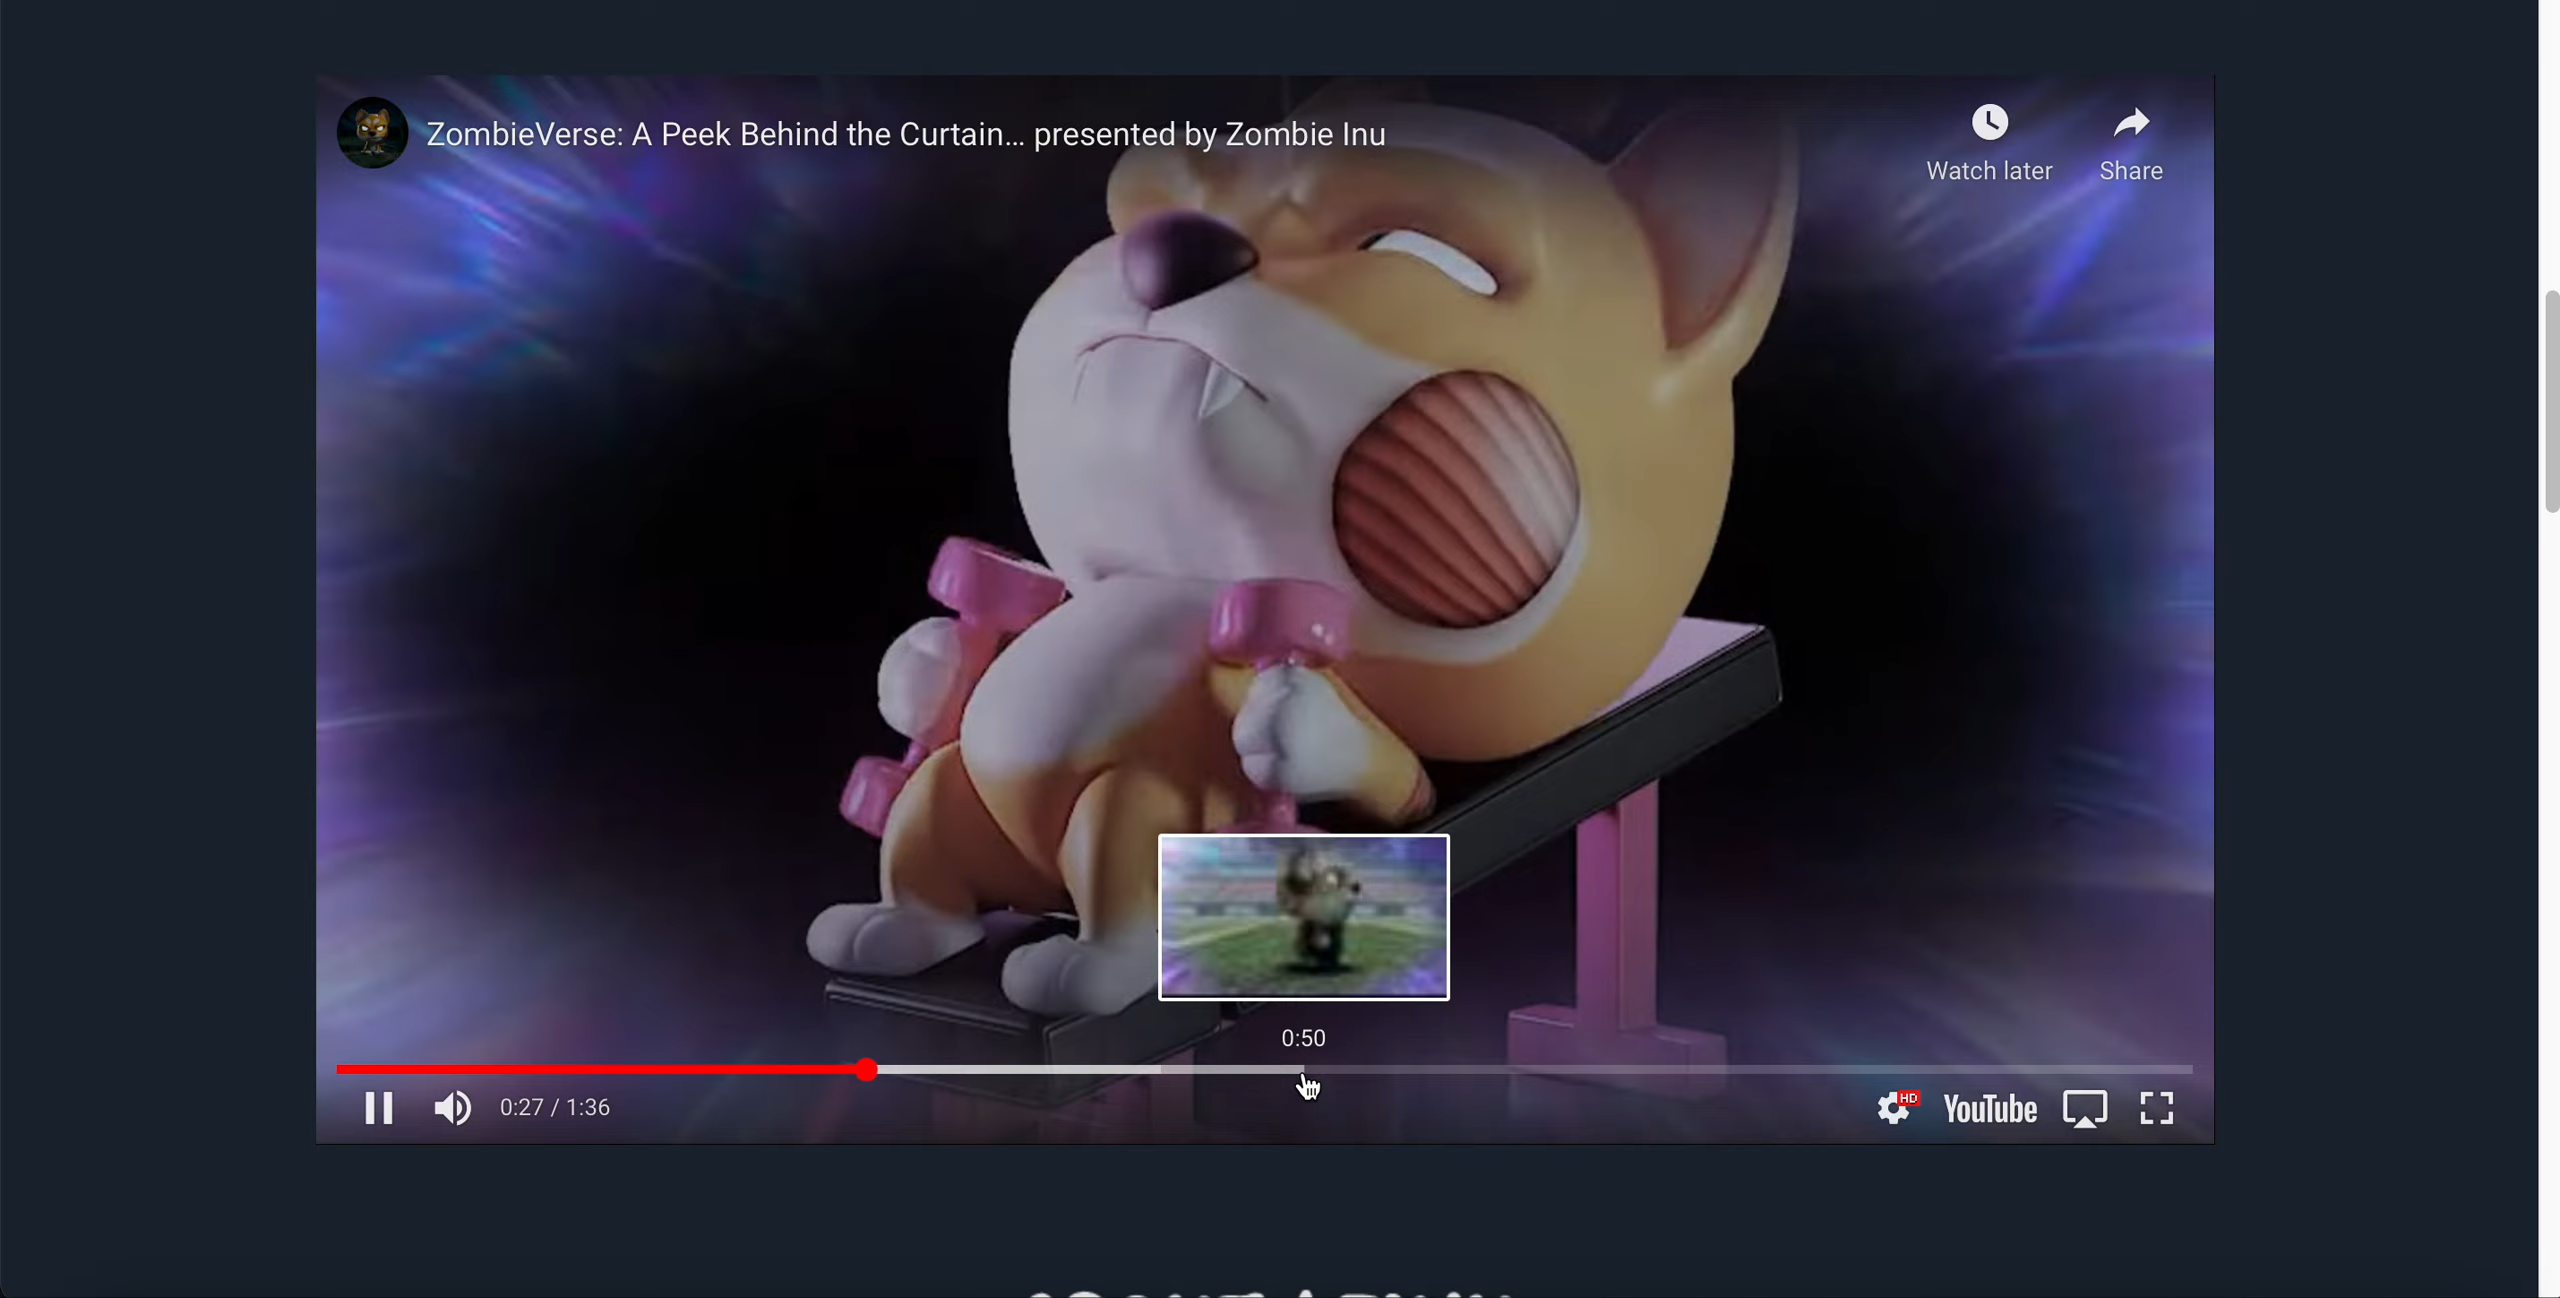 ZombieVerse: A Peek Behind the Curtain... presented by Zombie Inu
Watch later
Share
0:50
0:27 / 1:36
HD
YouTube